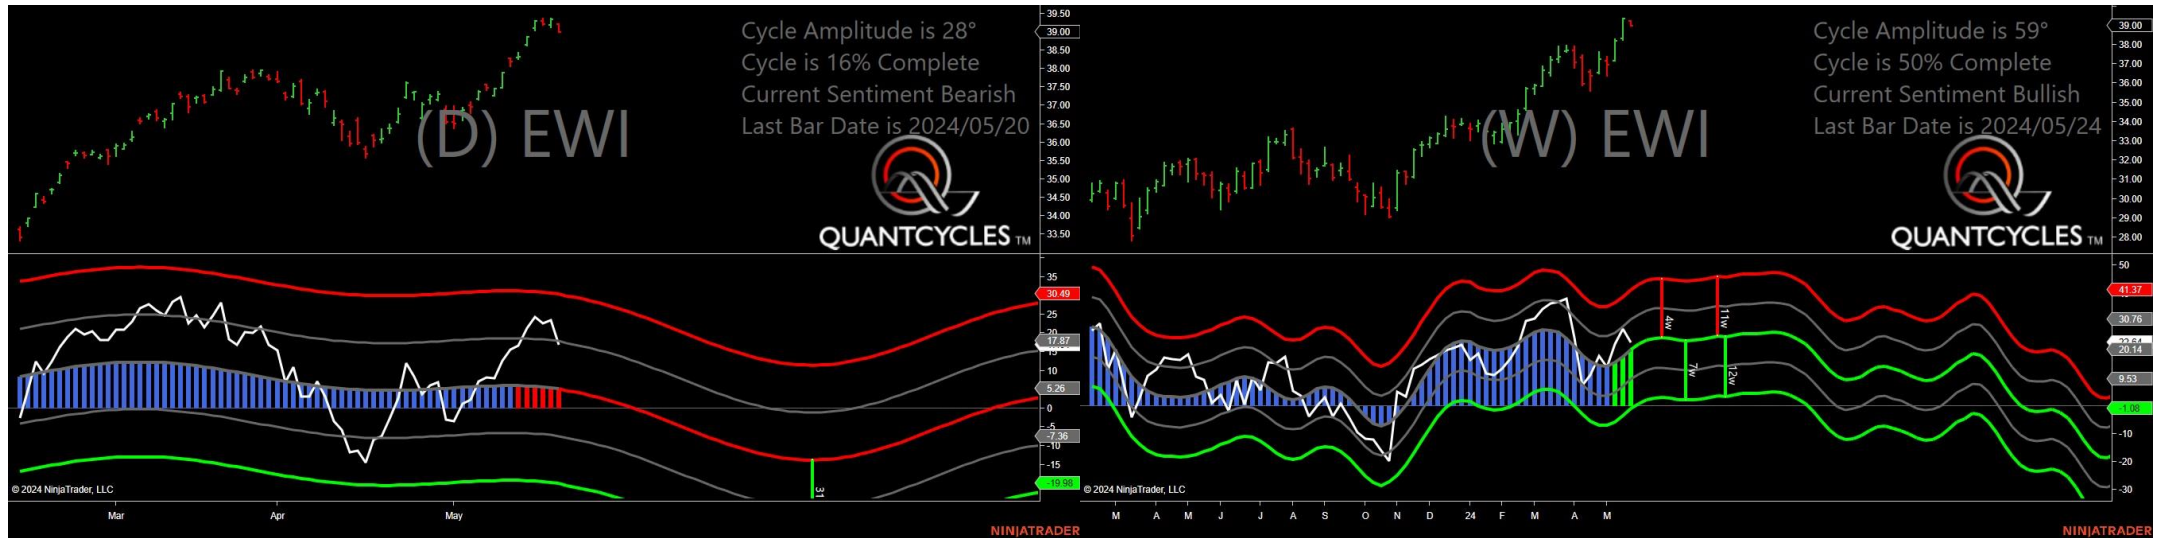 Cycle Amplitude is 28°
Cycle is 16% Complete
Current Sentiment Bearish
Last Bar Date is 2024/05/20
(D) EWI
QUANTCYCLES TM
39.50
39.00
38.50
38.00
37.50
37.00
36.50
36.00
35.50
35.00
34.50
34.00
33.50
35
30.49
25
20
17.87
15
10
5.26
0
-5
-7.36
-10
-15
-19.98
31
© 2024 NinjaTrader, LLC
Mar
Apr
May
NINJATRADER
Cycle Amplitude is 59°
Cycle is 50% Complete
Current Sentiment Bullish
Last Bar Date is 2024/05/24
(W) EWI
QUANTCYCLES TM
39.00
38.00
37.00
36.00
35.00
34.00
33.00
32.00
31.00
30.00
29.00
28.00
50
41.37
30.76
20.14
9.53
-1.08
-10
-20
-30
4w
11w
7w
12w
© 2024 NinjaTrader, LLC
M A M J J A S O N D 24 F M A M
NINJATRADER